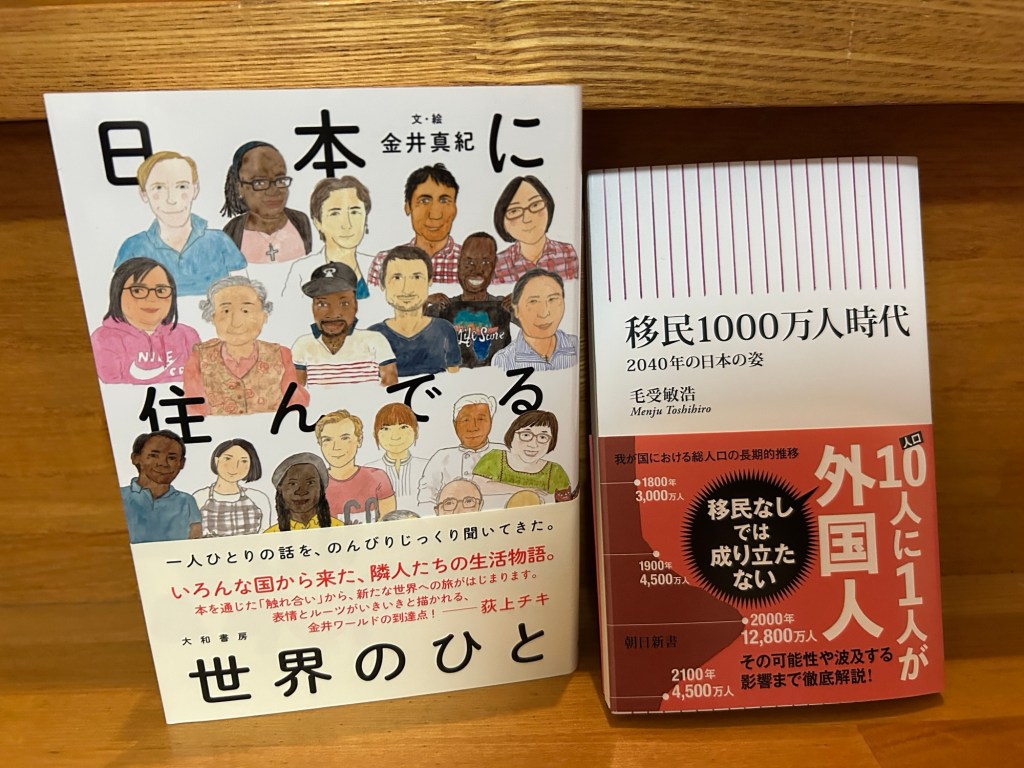 日本に
文・絵
金井真紀
NIKE
Life Store
住んでる
一人ひとりの話を、のんびりじっくり聞いてきた。
いろんな国から来た、隣人たちの生活物語。
本を通じた「触れ合い」から、新たな世界への旅がはじまります。
表情とルーツがいきいきと描かれる、
金井ワールドの到達点！――荻上チキ
大和書房
世界のひと
移民1000万人時代
2040年の日本の姿
毛受敏浩
Menju Toshihiro
人口
10人に1人が
外国人
我が国における総人口の長期的推移
1800年
3,000万人
移民なし
では
成り立た
ない
1900年
4,500万人
2000年
12,800万人
朝日新書
その可能性や波及する
影響まで徹底解説！
2100年
4,500万人